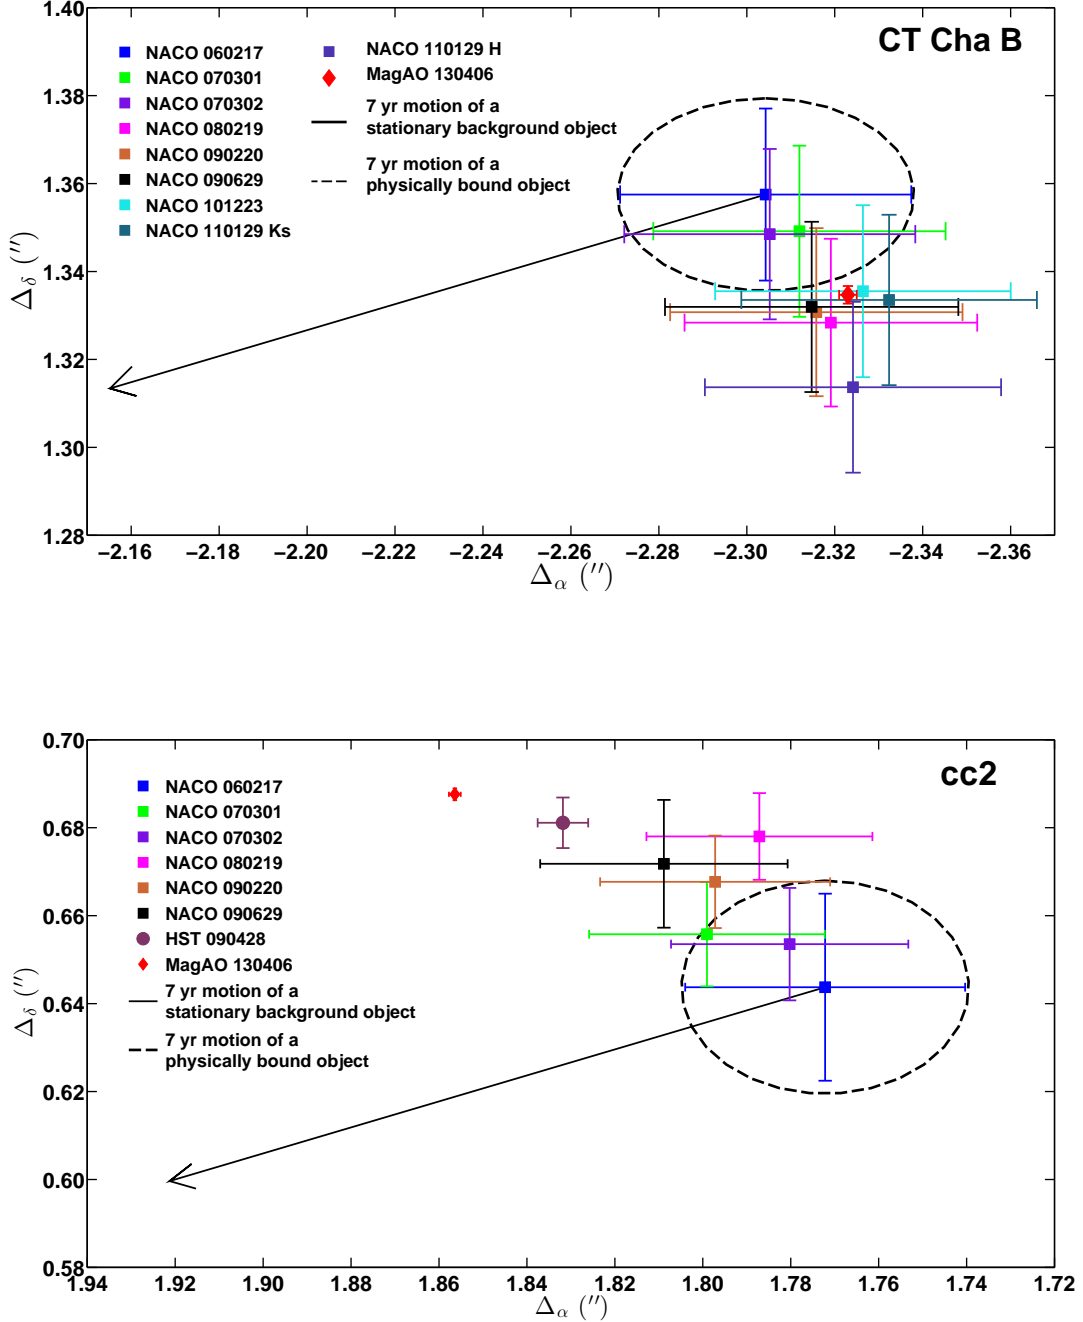 CT Cha B
NACO 060217
NACO 070301
NACO 070302
NACO 080219
NACO 090220
NACO 090629
NACO 101223
NACO 110129 Ks
NACO 110129 H
MagAO 130406
7 yr motion of a
stationary background object
7 yr motion of a
physically bound object
1.40
1.38
1.36
1.34
1.32
1.30
1.28
Δδ (′′)
−2.16 −2.18 −2.20 −2.22 −2.24 −2.26 −2.28 −2.30 −2.32 −2.34 −2.36
Δα (′′)
cc2
NACO 060217
NACO 070301
NACO 070302
NACO 080219
NACO 090220
NACO 090629
HST 090428
MagAO 130406
7 yr motion of a
stationary background object
7 yr motion of a
physically bound object
0.70
0.68
0.66
0.64
0.62
0.60
0.58
Δδ (′′)
1.94 1.92 1.90 1.88 1.86 1.84 1.82 1.80 1.78 1.76 1.74 1.72
Δα (′′)